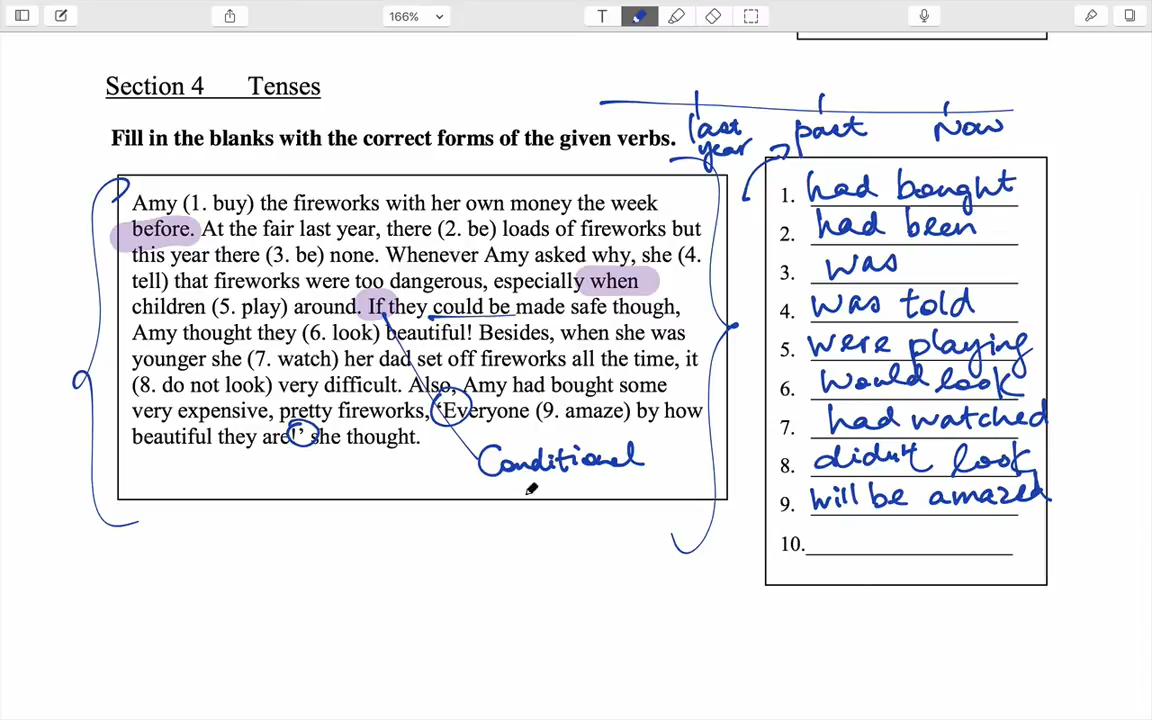 166%
T
Section 4 Tenses
Fill in the blanks with the correct forms of the given verbs.
last year
past
Now
Amy (1. buy) the fireworks with her own money the week
before. At the fair last year, there (2. be) loads of fireworks but
this year there (3. be) none. Whenever Amy asked why, she (4.
tell) that fireworks were too dangerous, especially when
children (5. play) around. If they could be made safe though,
Amy thought they (6. look) beautiful! Besides, when she was
younger she (7. watch) her dad set off fireworks all the time, it
(8. do not look) very difficult. Also, Amy had bought some
very expensive, pretty fireworks, ‘Everyone (9. amaze) by how
beautiful they are!’ she thought.
Conditional
1. had bought
2. had been
3. was
4. was told
5. were playing
6. would look
7. had watched
8. didn't look
9. will be amazed
10.